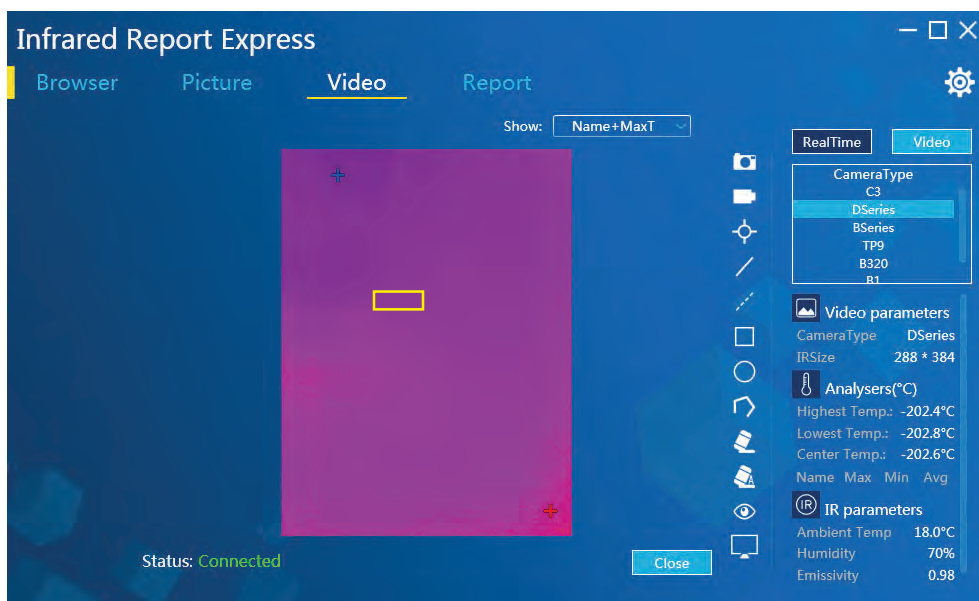 Infrared Report Express
Browser Picture Video Report
Show: Name+MaxT
RealTime Video
CameraType
C3
DSeries
BSeries
TP9
B320
B1
Video parameters
CameraType DSeries
IRSize 288 * 384
Analysers(°C)
Highest Temp.: -202.4°C
Lowest Temp.: -202.8°C
Center Temp.: -202.6°C
Name Max Min Avg
IR IR parameters
Ambient Temp 18.0°C
Humidity 70%
Emissivity 0.98
Status: Connected
Close